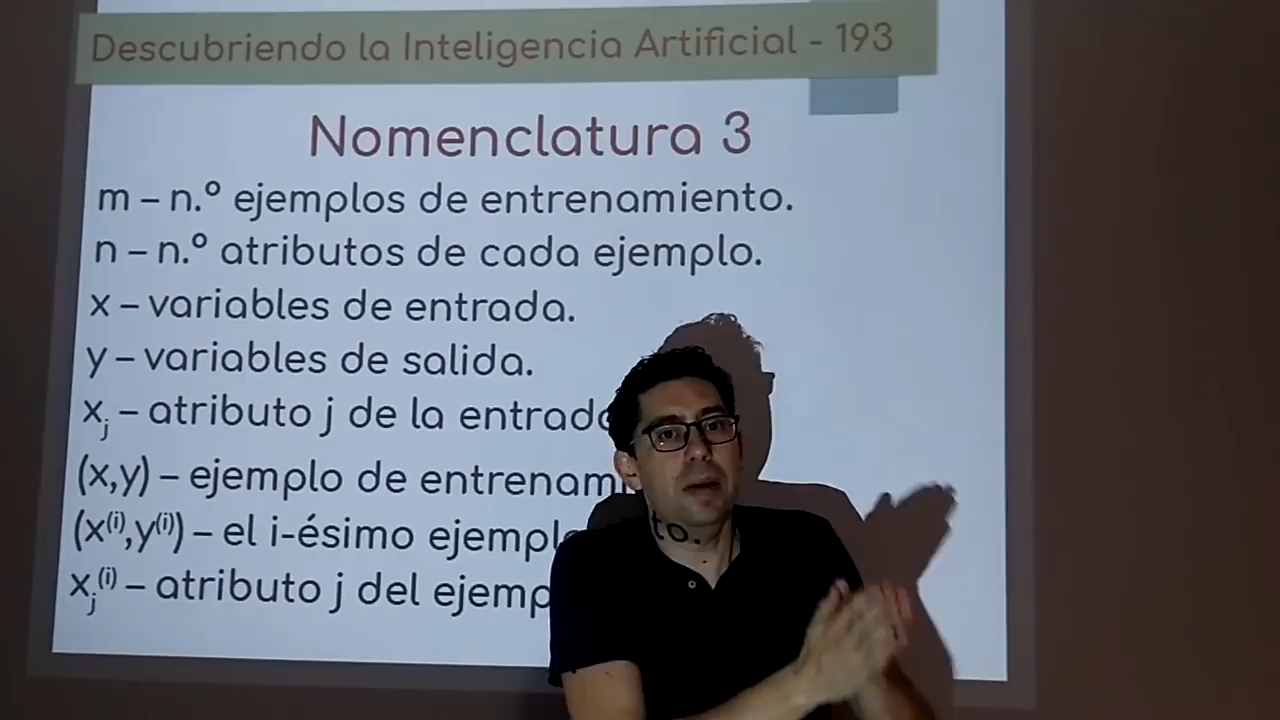 Descubriendo la Inteligencia Artificial - 193
Nomenclatura 3
m – n.º ejemplos de entrenamiento.
n – n.º atributos de cada ejemplo.
x – variables de entrada.
y – variables de salida.
xⱼ – atributo j de la entrada
(x,y) – ejemplo de entrenam to.
(x⁽ⁱ⁾,y⁽ⁱ⁾) – el i-ésimo ejemplo
xⱼ⁽ⁱ⁾ – atributo j del ejemp